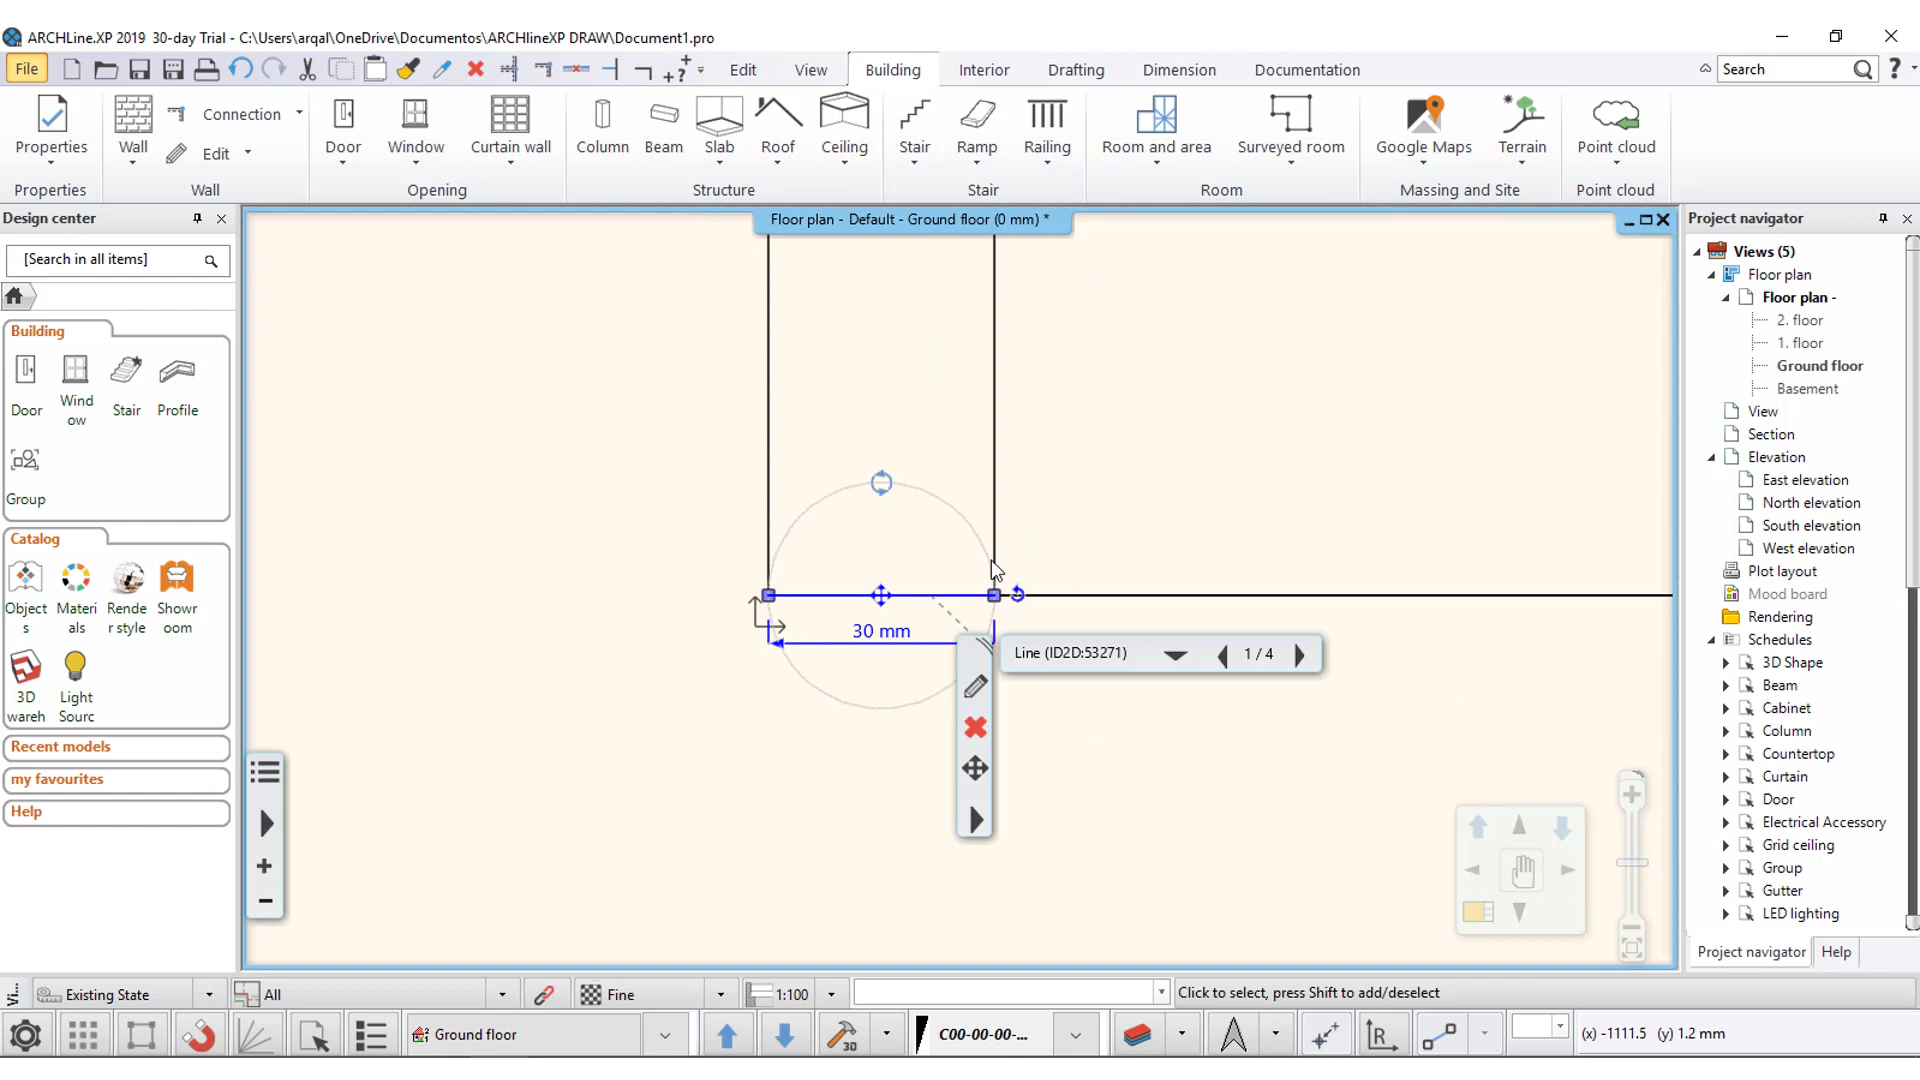 ARCHLine.XP 2019  30-day Trial - C:\Users\arqal\OneDrive\Documentos\ARCHlineXP DRAW\Document1.pro
File
Edit
View
Building
Interior
Drafting
Dimension
Documentation
Search
?
Properties
Wall
Connection
Edit
Door
Window
Curtain wall
Column
Beam
Slab
Roof
Ceiling
Stair
Ramp
Railing
Room and area
Surveyed room
Google Maps
Terrain
Point cloud
Properties
Wall
Opening
Structure
Stair
Room
Massing and Site
Point cloud
Design center
[Search in all items]
Building
Door
Wind
ow
Stair
Profile
Group
Catalog
Object
s
Materi
als
Rende
r style
Showr
oom
3D
wareh
Light
Sourc
Recent models
my favourites
Help
Floor plan - Default - Ground floor (0 mm) *
30 mm
Line (ID2D:53271)
1 / 4
Project navigator
Views (5)
Floor plan
Floor plan -
2. floor
1. floor
Ground floor
Basement
View
Section
Elevation
East elevation
North elevation
South elevation
West elevation
Plot layout
Mood board
Rendering
Schedules
3D Shape
Beam
Cabinet
Column
Countertop
Curtain
Door
Electrical Accessory
Grid ceiling
Group
Gutter
LED lighting
Project navigator
Help
Vi...
Existing State
All
Fine
1:100
Click to select, press Shift to add/deselect
Ground floor
3D
C00-00-00-...
R
(x) -1111.5   (y) 1.2 mm